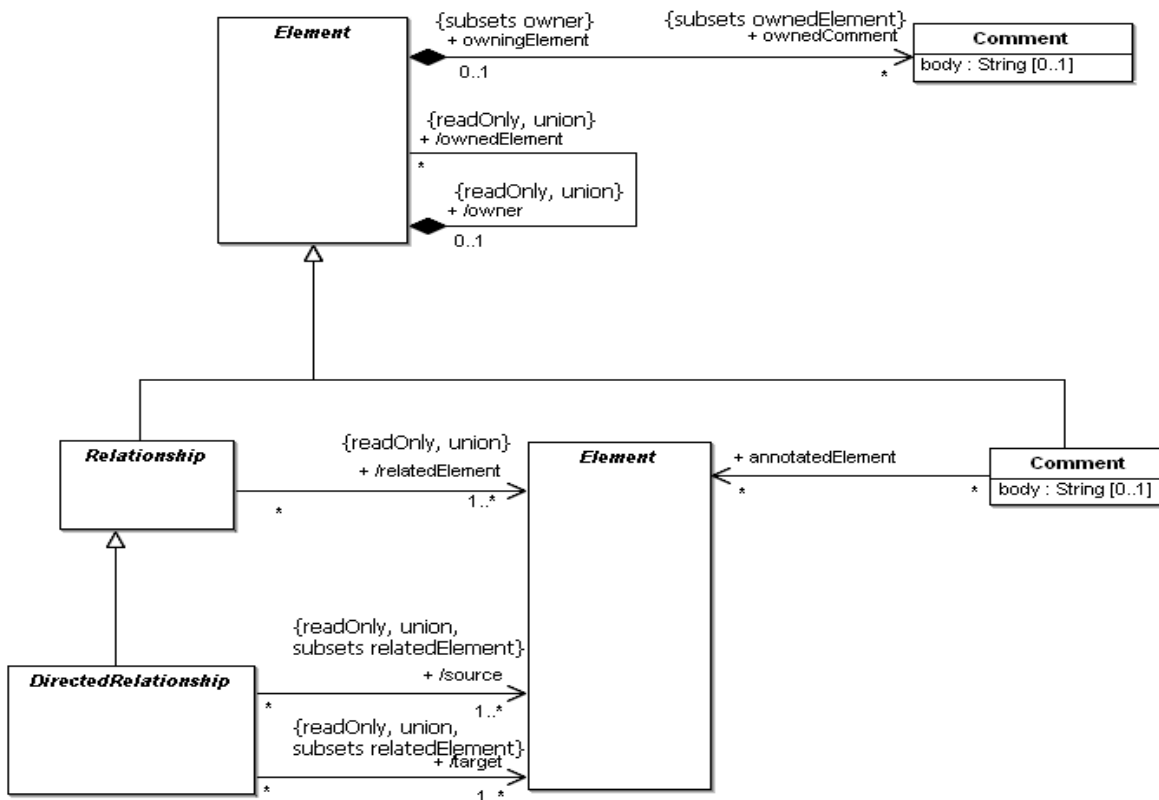 {subsets owner}
+ owningElement
0..1
{subsets ownedElement}
+ ownedComment
*
Element
Comment
body : String [0..1]
{readOnly, union}
+ /ownedElement
*
{readOnly, union}
+ /owner
0..1
Relationship
{readOnly, union}
+ /relatedElement
*
1..*
Element
+ annotatedElement
*
*
Comment
body : String [0..1]
DirectedRelationship
{readOnly, union,
subsets relatedElement}
+ /source
*
1..*
{readOnly, union,
subsets relatedElement}
+ /target
*
1..*